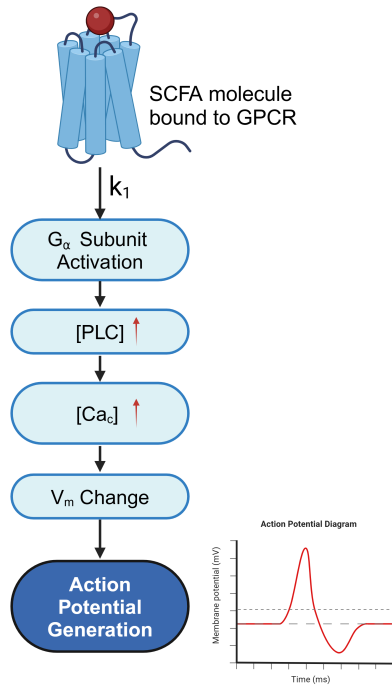 SCFA molecule
bound to GPCR
k₁
Gα Subunit
Activation
[PLC] ↑
[Ca꜀] ↑
Vₘ Change
Action
Potential
Generation
Action Potential Diagram
Membrane potential (mV)
Time (ms)